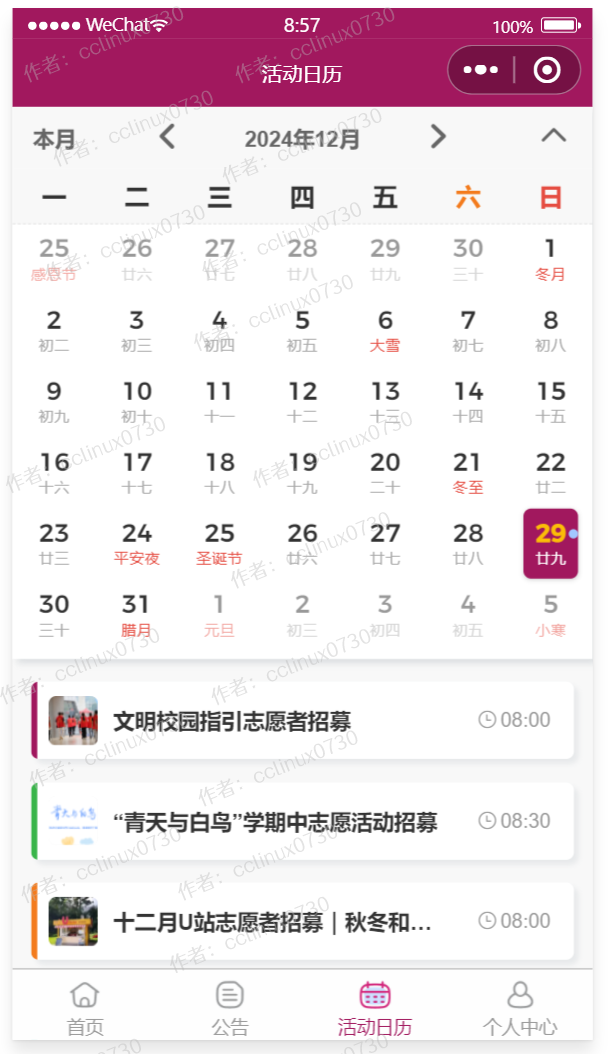 WeChat 8:57 100%
活动日历
本月 2024年12月
一 二 三 四 五 六 日
25 26 27 28 29 30 1
感恩节 廿六 廿七 廿八 廿九 三十 冬月
2 3 4 5 6 7 8
初二 初三 初四 初五 大雪 初七 初八
9 10 11 12 13 14 15
初九 初十 十一 十二 十三 十四 十五
16 17 18 19 20 21 22
十六 十七 十八 十九 二十 冬至 廿二
23 24 25 26 27 28 29
廿三 平安夜 圣诞节 廿六 廿七 廿八 廿九
30 31 1 2 3 4 5
三十 腊月 元旦 初三 初四 初五 小寒
文明校园指引志愿者招募 08:00
“青天与白鸟”学期中志愿活动招募 08:30
十二月U站志愿者招募｜秋冬和... 08:00
首页 公告 活动日历 个人中心
作者：cclinux0730